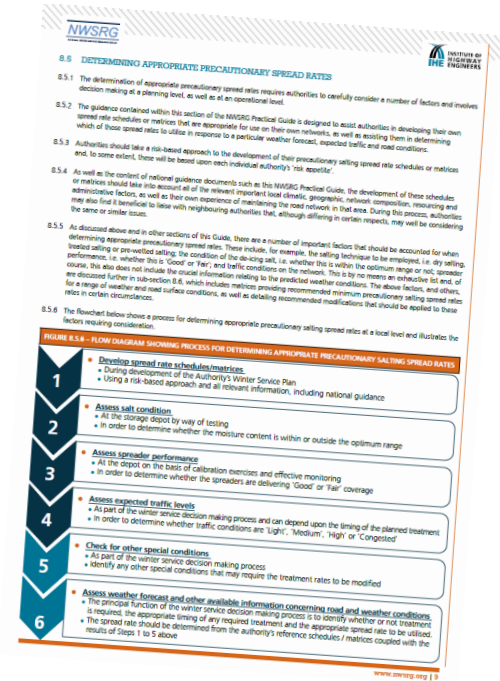 NWSRG
INSTITUTE OF
HIGHWAY
ENGINEERS
IHE
8.5 DETERMINING APPROPRIATE PRECAUTIONARY SPREAD RATES
8.5.1 The determination of appropriate precautionary spread rates requires authorities to carefully consider a number of factors and involves
decision making at a planning level, as well as at an operational level.
8.5.2 The guidance contained within this section of the NWSRG Practical Guide is designed to assist authorities in developing their own
spread rate schedules or matrices that are appropriate for use on their own networks, as well as assisting them in determining
which of those spread rates to utilise in response to a particular weather forecast, expected traffic and road conditions.
8.5.3 Authorities should take a risk-based approach to the development of their precautionary salting spread rate schedules or matrices
and, to some extent, these will be based upon each individual authority's 'risk appetite'.
8.5.4 As well as the content of national guidance documents such as this NWSRG Practical Guide, the development of these schedules
or matrices should take into account all of the relevant important local climatic, geographic, network composition, resourcing and
administrative factors, as well as their own experience of maintaining the road network in that area. During this process, authorities
may also find it beneficial to liaise with neighbouring authorities that, although differing in certain respects, may well be considering
the same or similar issues.
8.5.5 As discussed above and in other sections of this Guide, there are a number of important factors that should be accounted for when
determining appropriate precautionary spread rates. These include, for example, the salting technique to be employed, i.e. dry salting,
treated salting or pre-wetted salting; the condition of the de-icing salt, i.e. whether this is within the optimum range or not; spreader
performance, i.e. whether this is 'Good' or 'Fair'; and traffic conditions on the network. This is by no means an exhaustive list and, of
course, this also does not include the crucial information relating to the predicted weather conditions. The above factors, and others,
are discussed further in sub-section 8.6, which includes matrices providing recommended minimum precautionary salting spread rates
for a range of weather and road surface conditions, as well as detailing recommended modifications that should be applied to these
rates in certain circumstances.
8.5.6 The flowchart below shows a process for determining appropriate precautionary salting spread rates at a local level and illustrates the
factors requiring consideration.
FIGURE 8.5.6 – FLOW DIAGRAM SHOWING PROCESS FOR DETERMINING APPROPRIATE PRECAUTIONARY SALTING SPREAD RATES
1
• Develop spread rate schedules/matrices
• During development of the Authority's Winter Service Plan
• Using a risk-based approach and all relevant information, including national guidance
2
• Assess salt condition
• At the storage depot by way of testing
• In order to determine whether the moisture content is within or outside the optimum range
3
• Assess spreader performance
• At the depot on the basis of calibration exercises and effective monitoring
• In order to determine whether the spreaders are delivering 'Good' or 'Fair' coverage
4
• Assess expected traffic levels
• As part of the winter service decision making process and can depend upon the timing of the planned treatment
• In order to determine whether traffic conditions are 'Light', 'Medium', 'High' or 'Congested'
5
• Check for other special conditions
• As part of the winter service decision making process
• Identify any other special conditions that may require the treatment rates to be modified
6
• Assess weather forecast and other available information concerning road and weather conditions
• The principal function of the winter service decision making process is to identify whether or not treatment
is required, the appropriate timing of any required treatment and the appropriate spread rate to be utilised.
• The spread rate should be determined from the authority's reference schedules / matrices coupled with the
results of Steps 1 to 5 above
www.nwsrg.org | 9